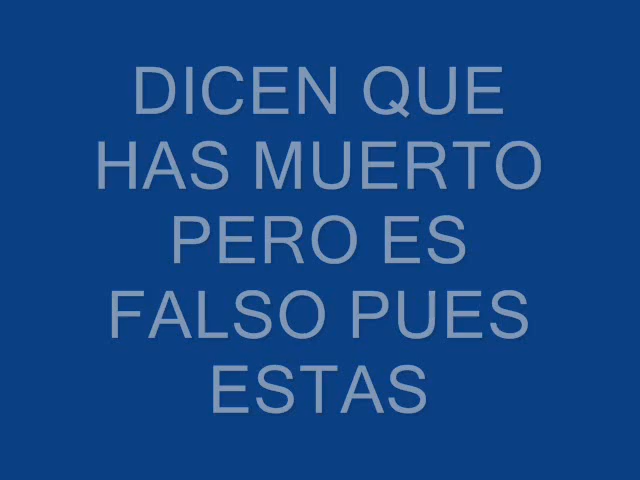 DICEN QUE
HAS MUERTO
PERO ES
FALSO PUES
ESTAS